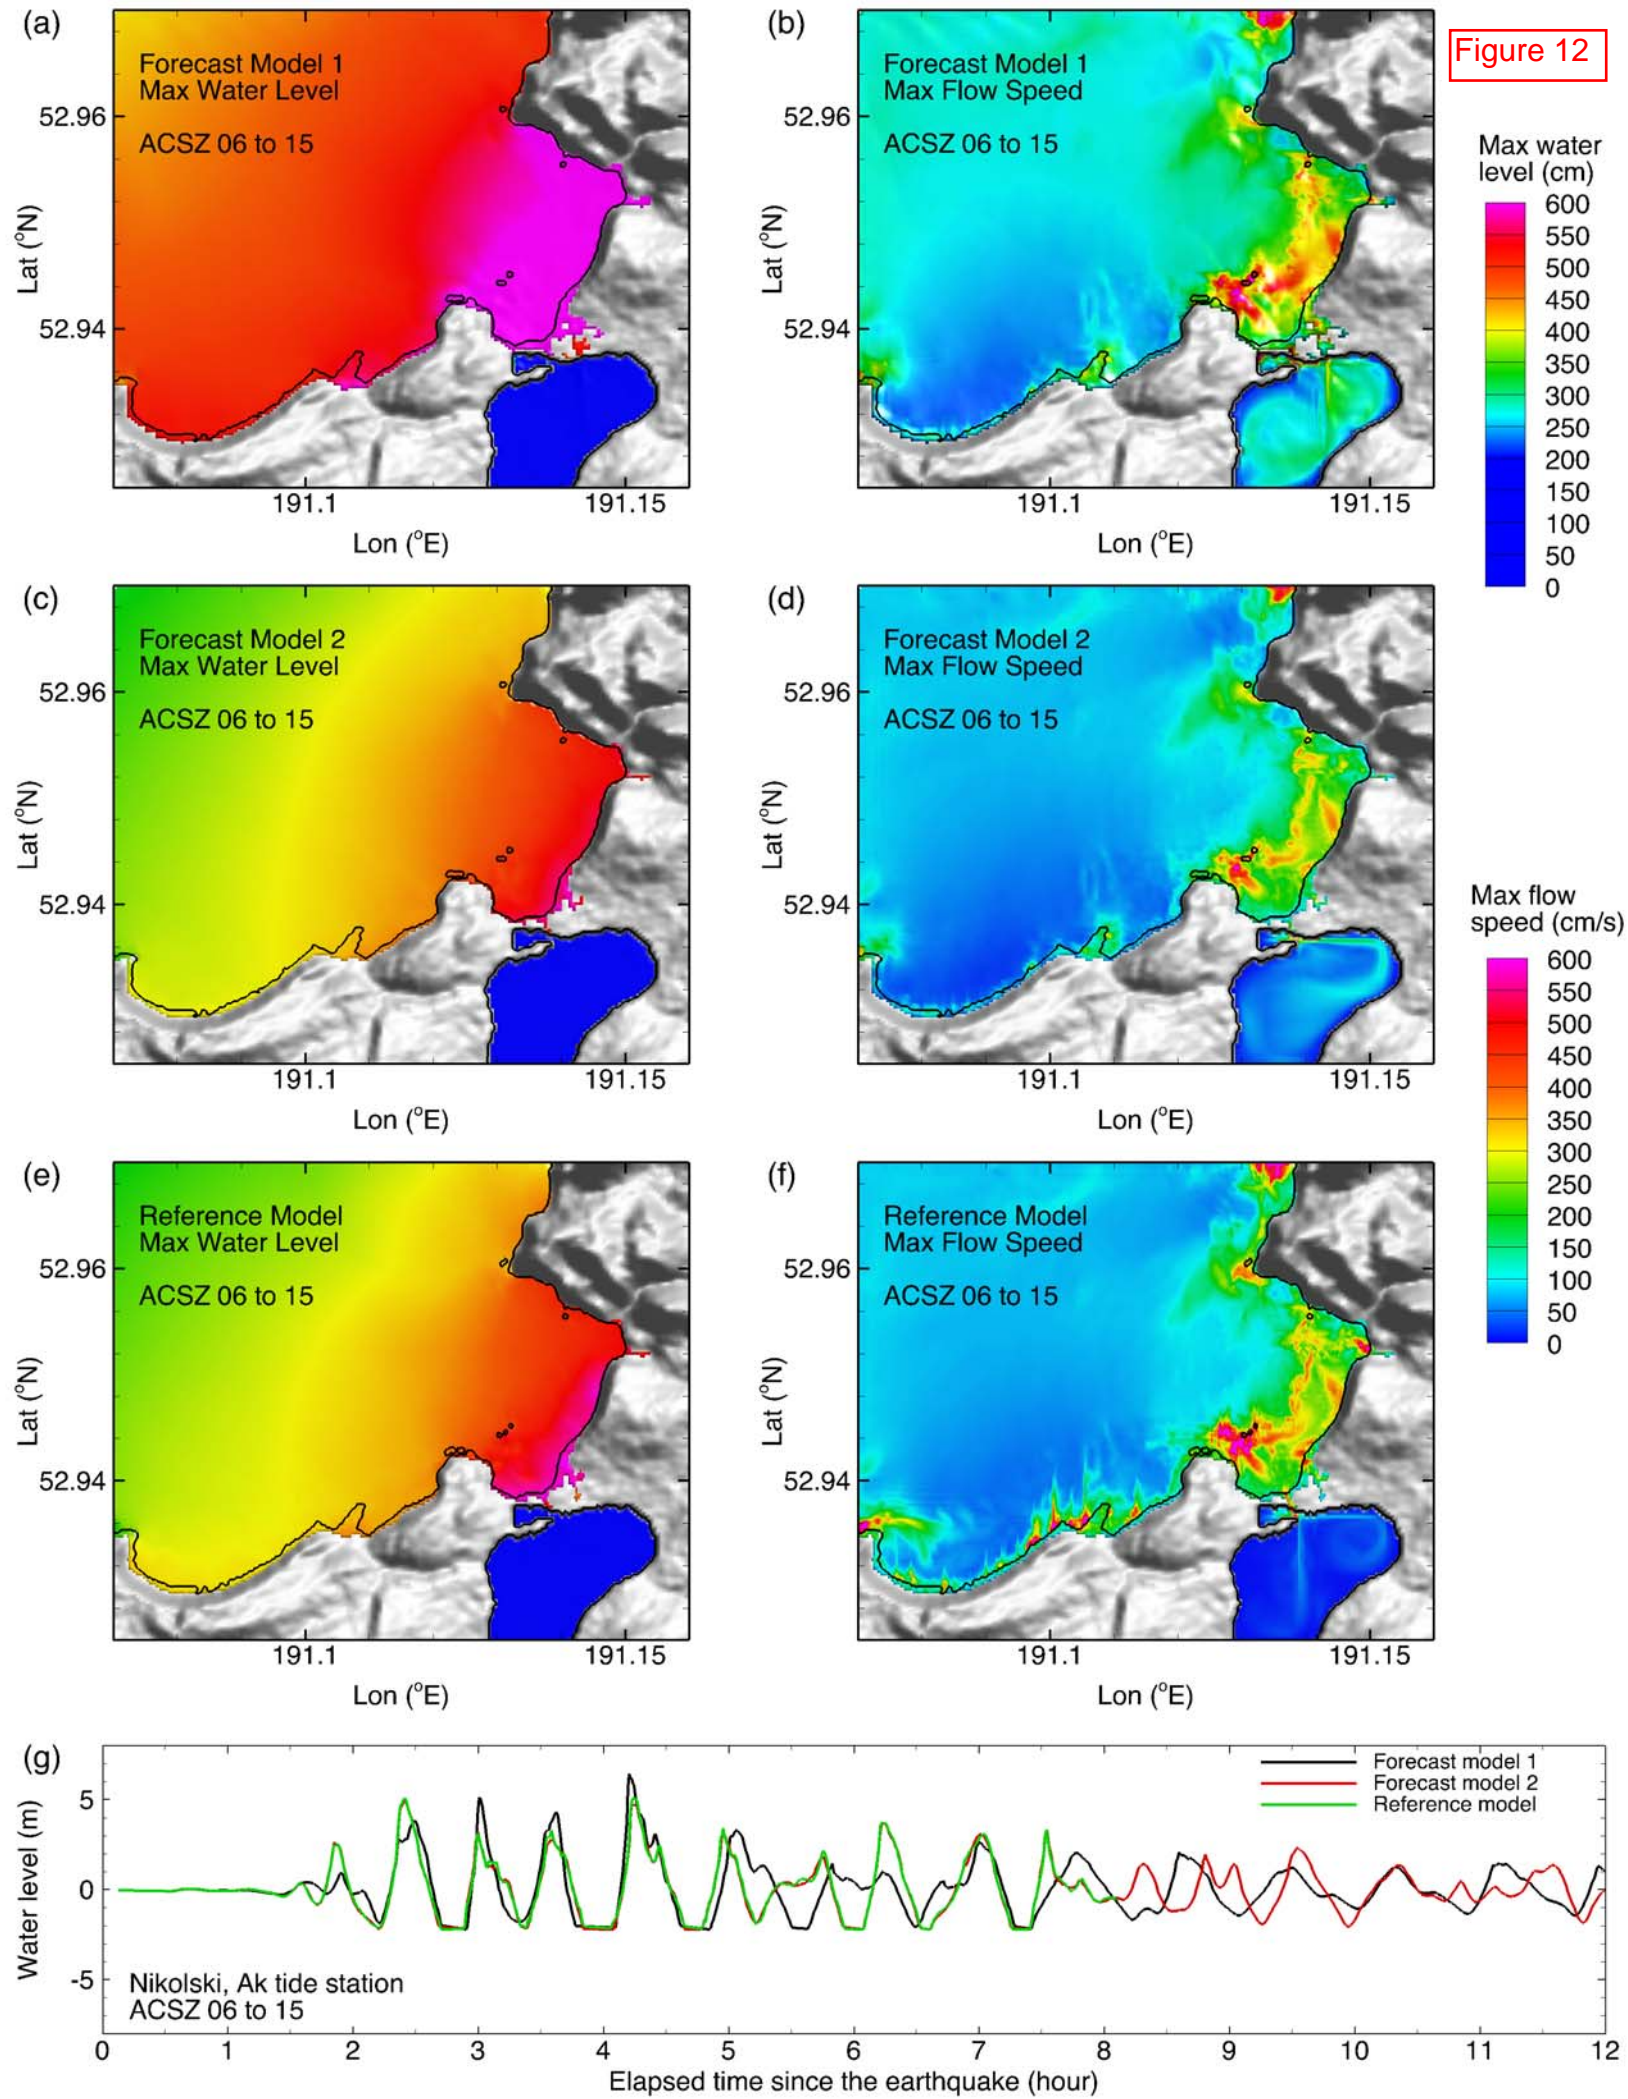 Figure 12
(a)
Forecast Model 1
Max Water Level
ACSZ 06 to 15
52.96
52.94
Lat (°N)
191.1
191.15
Lon (°E)
(b)
Forecast Model 1
Max Flow Speed
ACSZ 06 to 15
52.96
52.94
Lat (°N)
191.1
191.15
Lon (°E)
Max water
level (cm)
600
550
500
450
400
350
300
250
200
150
100
50
0
(c)
Forecast Model 2
Max Water Level
ACSZ 06 to 15
52.96
52.94
Lat (°N)
191.1
191.15
Lon (°E)
(d)
Forecast Model 2
Max Flow Speed
ACSZ 06 to 15
52.96
52.94
Lat (°N)
191.1
191.15
Lon (°E)
Max flow
speed (cm/s)
600
550
500
450
400
350
300
250
200
150
100
50
0
(e)
Reference Model
Max Water Level
ACSZ 06 to 15
52.96
52.94
Lat (°N)
191.1
191.15
Lon (°E)
(f)
Reference Model
Max Flow Speed
ACSZ 06 to 15
52.96
52.94
Lat (°N)
191.1
191.15
Lon (°E)
(g)
Forecast model 1
Forecast model 2
Reference model
Water level (m)
5
0
-5
Nikolski, Ak tide station
ACSZ 06 to 15
0 1 2 3 4 5 6 7 8 9 10 11 12
Elapsed time since the earthquake (hour)